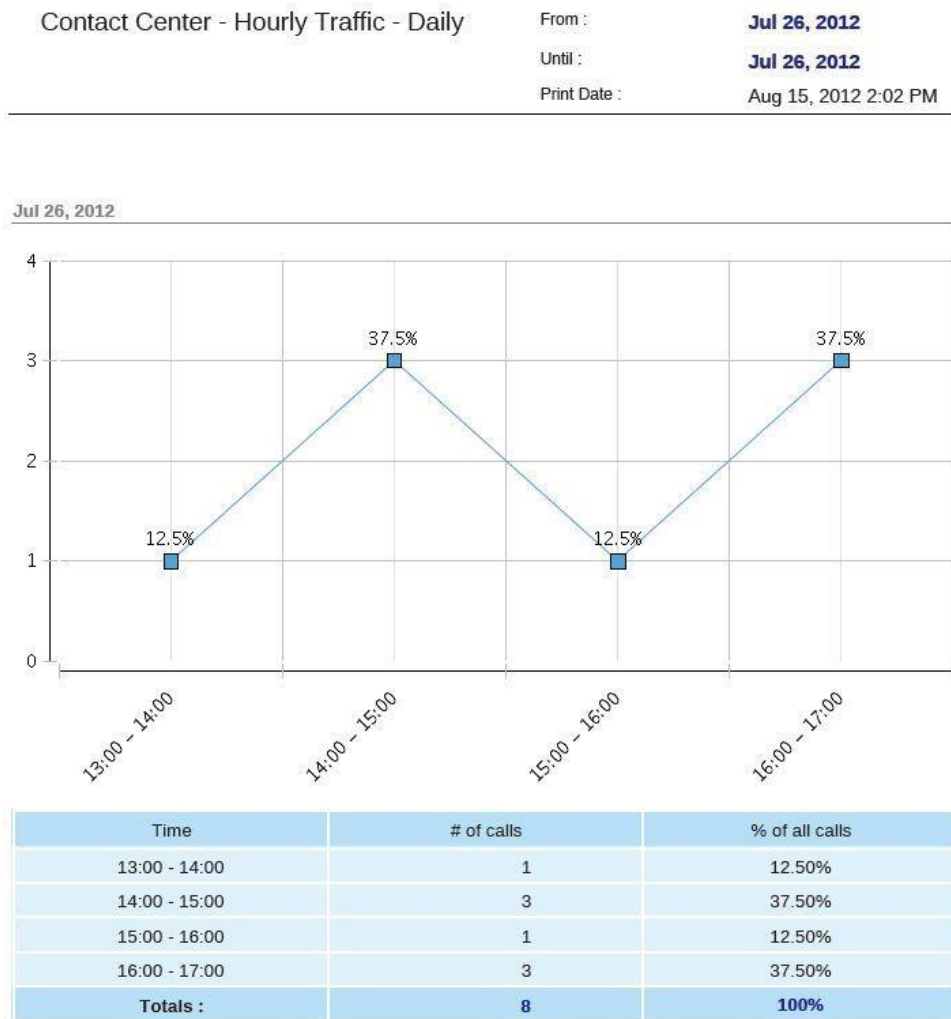 Contact Center - Hourly Traffic - Daily
From :
Jul 26, 2012
Until :
Jul 26, 2012
Print Date :
Aug 15, 2012 2:02 PM
Jul 26, 2012
4
3
2
1
0
12.5%
37.5%
12.5%
37.5%
13:00 – 14:00
14:00 – 15:00
15:00 – 16:00
16:00 – 17:00
Time # of calls % of all calls
13:00 - 14:00 1 12.50%
14:00 - 15:00 3 37.50%
15:00 - 16:00 1 12.50%
16:00 - 17:00 3 37.50%
Totals : 8 100%